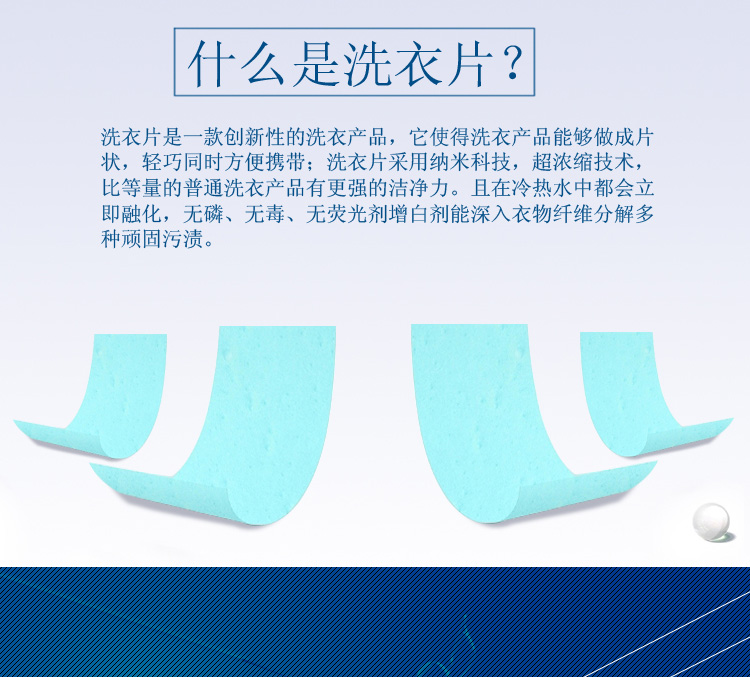 什么是洗衣片？
洗衣片是一款创新性的洗衣产品，它使得洗衣产品能够做成片
状，轻巧同时方便携带；洗衣片采用纳米科技，超浓缩技术，
比等量的普通洗衣产品有更强的洁净力。且在冷热水中都会立
即融化，无磷、无毒、无荧光剂增白剂能深入衣物纤维分解多
种顽固污渍。